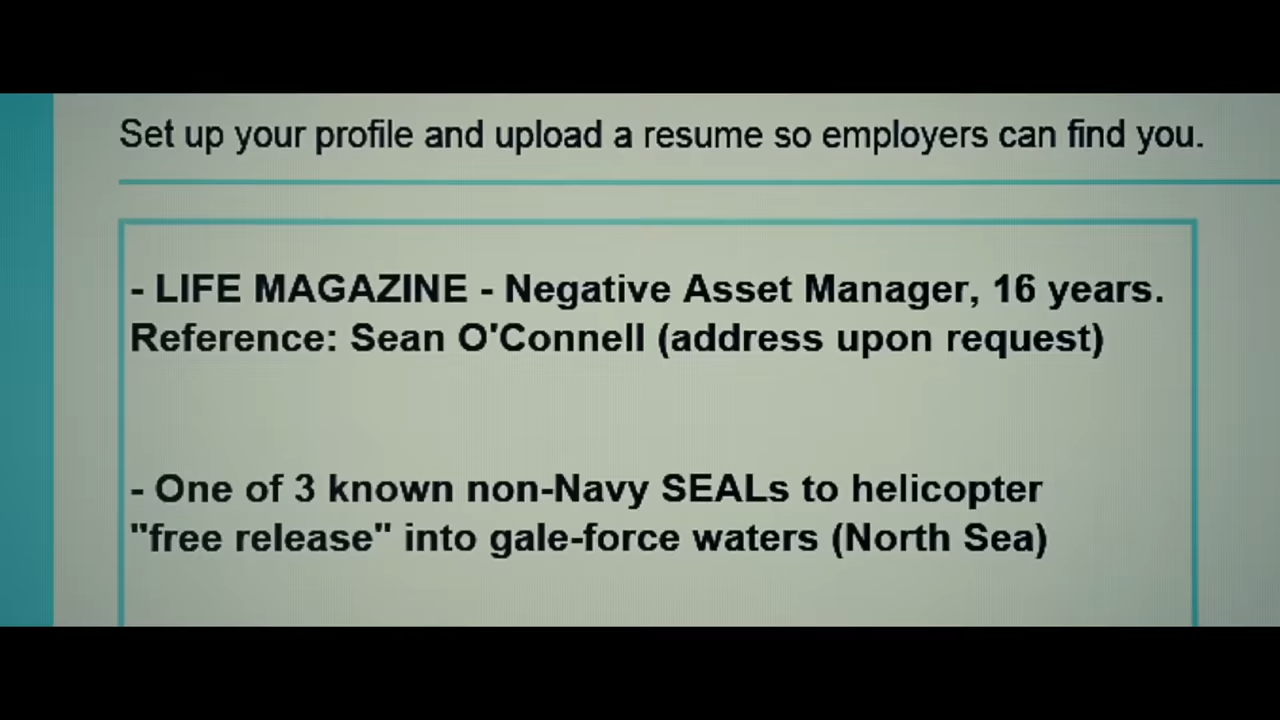 Set up your profile and upload a resume so employers can find you.
- LIFE MAGAZINE - Negative Asset Manager, 16 years.
Reference: Sean O'Connell (address upon request)
- One of 3 known non-Navy SEALs to helicopter
"free release" into gale-force waters (North Sea)